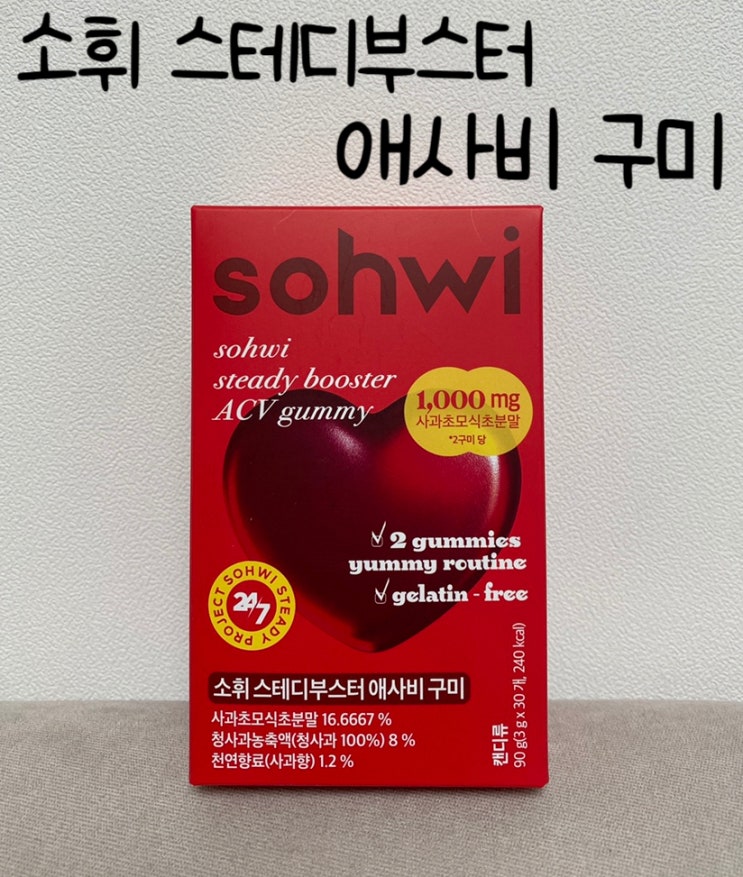 소휘 스테디부스터
애사비 구미
sohwi
sohwi
steady booster
ACV gummy
1,000 mg
사과초모식초분말
*2구미 당
2 gummies
yummy routine
gelatin - free
SOHWI STEADY PROJECT
24/7
소휘 스테디부스터 애사비 구미
사과초모식초분말 16.6667 %
청사과농축액(청사과 100%) 8 %
천연향료(사과향) 1.2 %
캔디류
90 g(3 g x 30 개, 240 kcal)